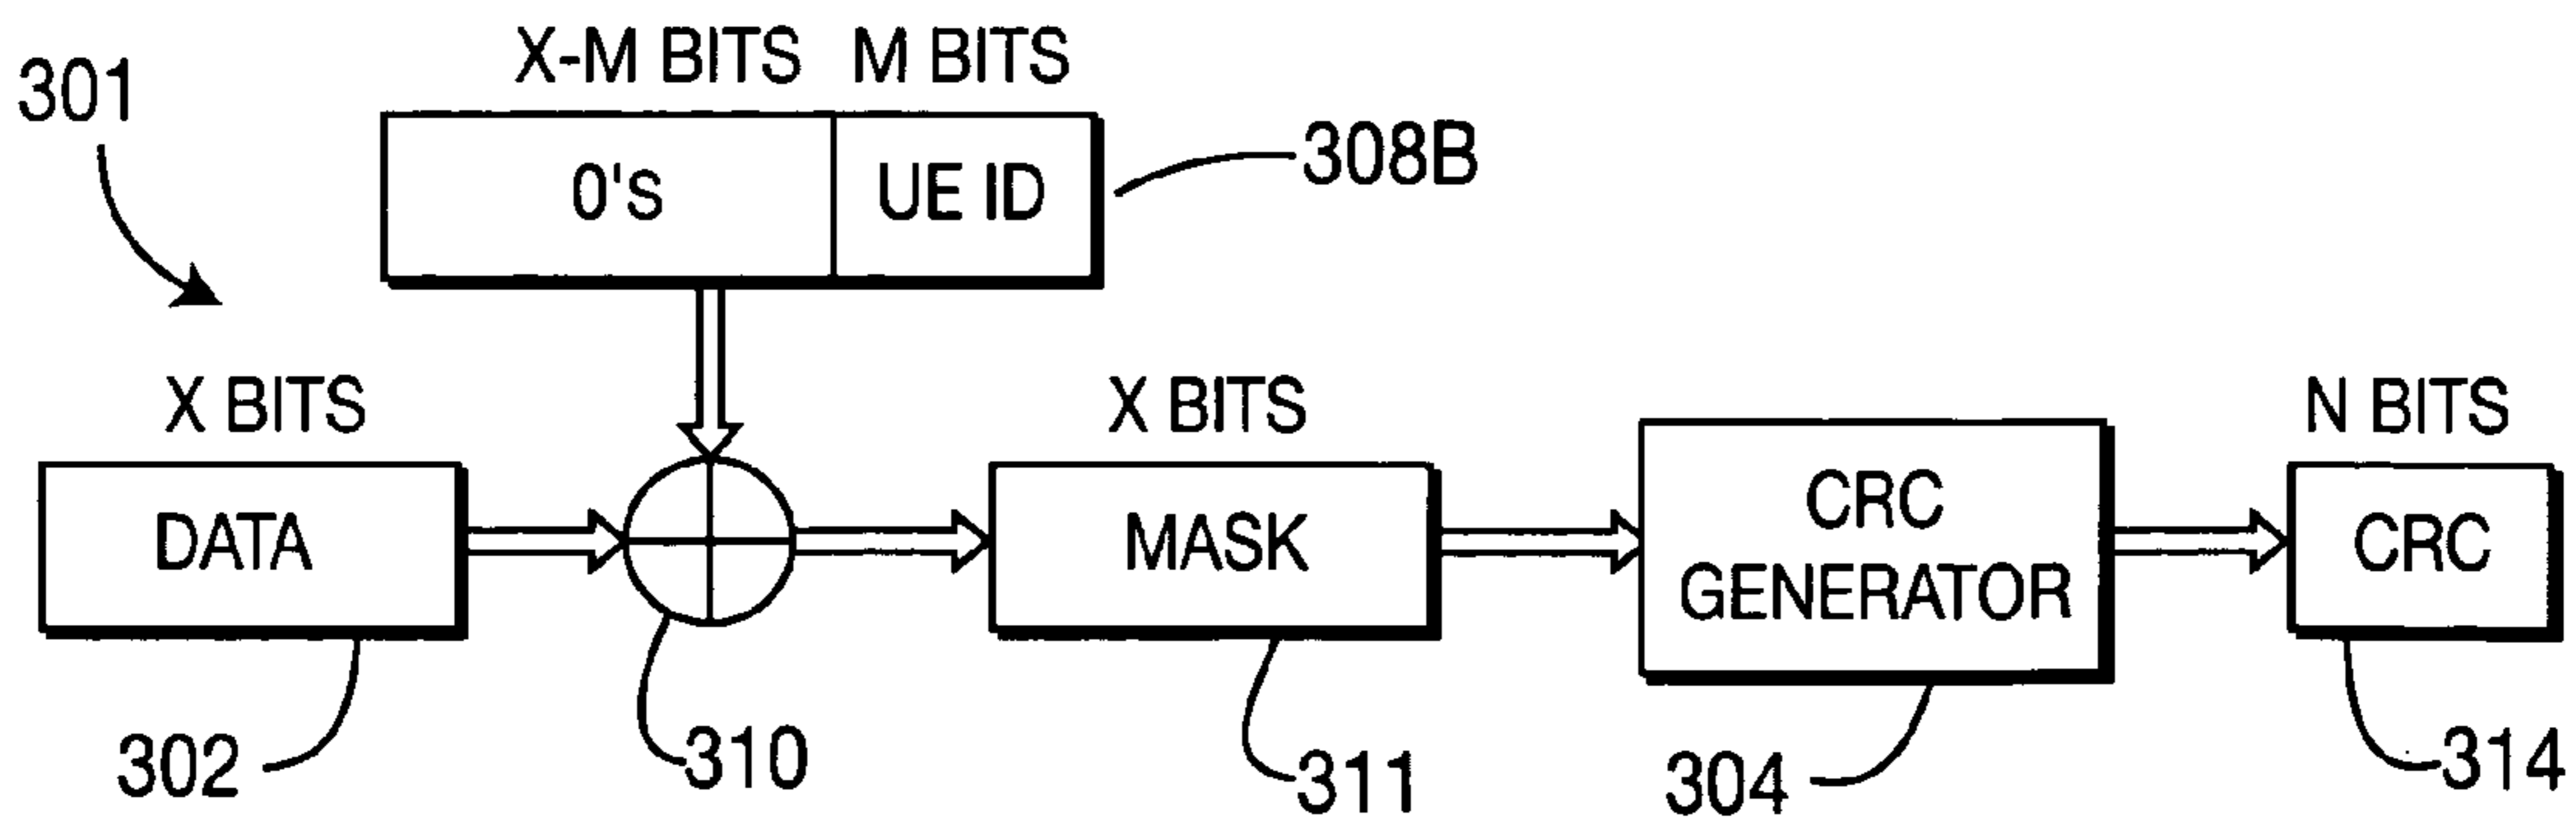 X-M BITS M BITS
301
0's UE ID
308B
X BITS
X BITS
N BITS
DATA
MASK
CRC
GENERATOR
CRC
302
310
311
304
314